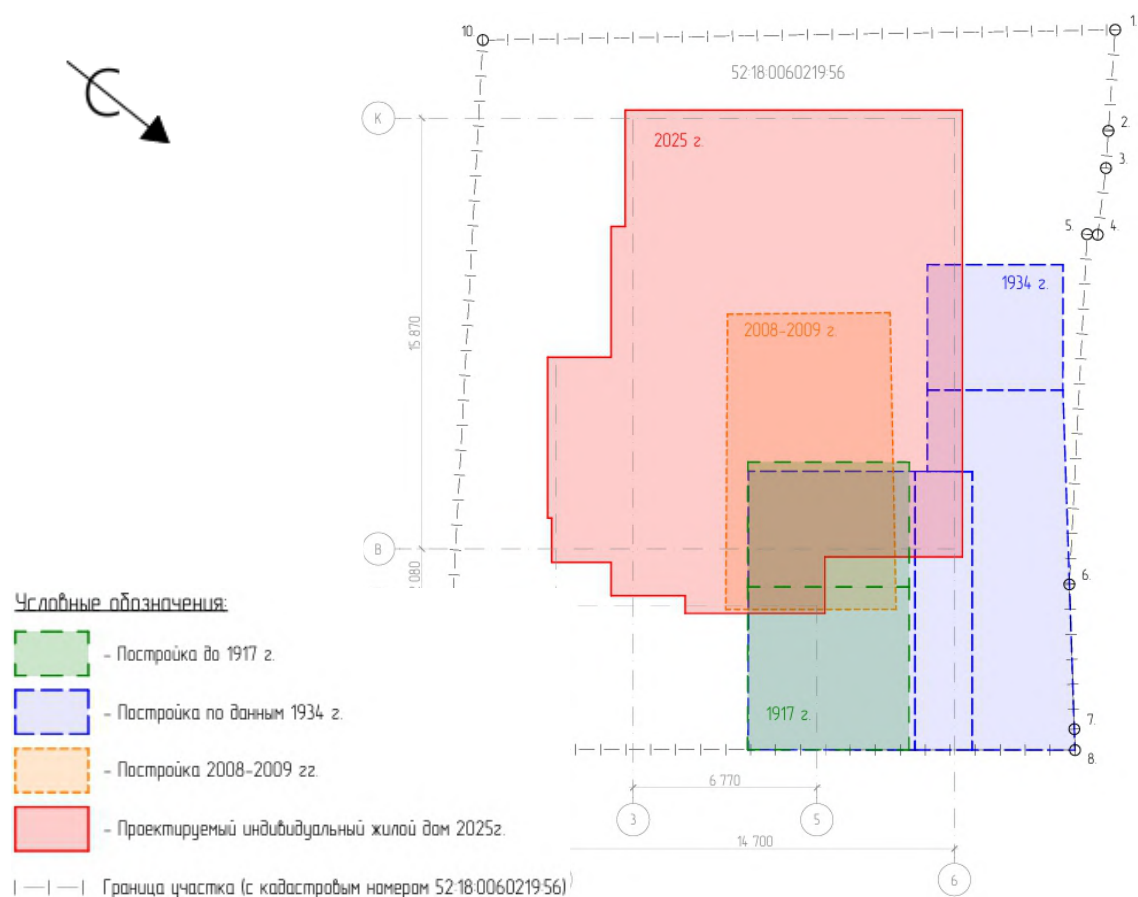 10.
1.
С
52:18:0060219:56
К
2025 г.
2.
3.
5.
4.
1934 г.
2008-2009 г.
15 870
В
080
6.
Условные обозначения:
- Постройка до 1917 г.
- Постройка по данным 1934 г.
1917 г.
7.
8.
- Постройка 2008-2009 гг.
6 770
3
5
- Проектируемый индивидуальный жилой дом 2025г.
14 700
6
Граница участка (с кадастровым номером 52:18:0060219:56)